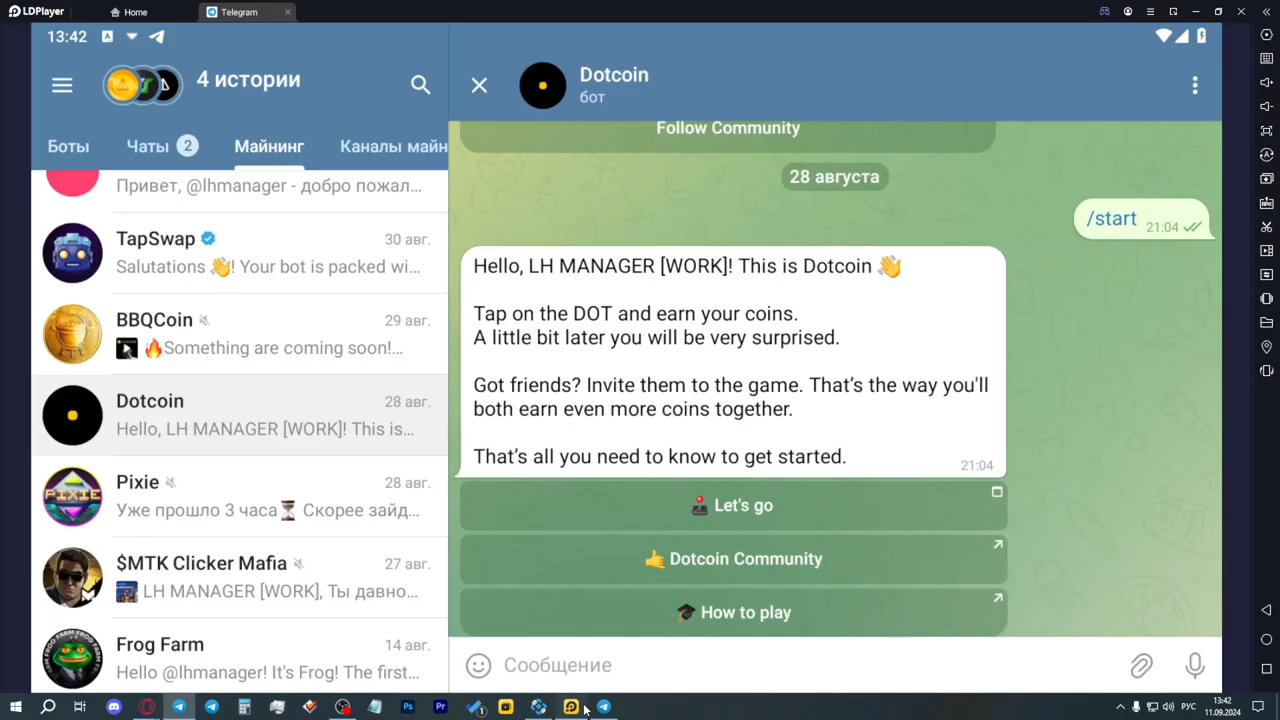 LDPlayer
Home
Telegram
13:42
4 истории
Боты
Чаты 2
Майнинг
Каналы майн
Привет, @lhmanager - добро пожал...
TapSwap
30 авг.
Salutations 👋! Your bot is packed wi...
BBQCoin
29 авг.
🔥Something are coming soon!...
Dotcoin
28 авг.
Hello, LH MANAGER [WORK]! This is...
Pixie
28 авг.
Уже прошло 3 часа⏳ Скорее зайд...
$MTK Clicker Mafia
27 авг.
LH MANAGER [WORK], Ты давно...
Frog Farm
14 авг.
Hello @lhmanager! It's Frog! The first...
Dotcoin
бот
Follow Community
28 августа
/start 21:04
Hello, LH MANAGER [WORK]! This is Dotcoin 👋
Tap on the DOT and earn your coins.
A little bit later you will be very surprised.
Got friends? Invite them to the game. That’s the way you'll
both earn even more coins together.
That’s all you need to know to get started.
21:04
🕹 Let's go
🤙 Dotcoin Community
🎓 How to play
Сообщение
РУС
13:42
11.09.2024